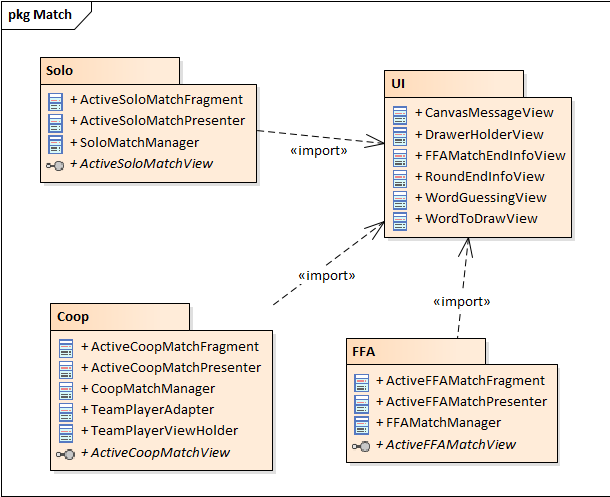 pkg Match
Solo
+ ActiveSoloMatchFragment
+ ActiveSoloMatchPresenter
+ SoloMatchManager
+ ActiveSoloMatchView
«import»
UI
+ CanvasMessageView
+ DrawerHolderView
+ FFAMatchEndInfoView
+ RoundEndInfoView
+ WordGuessingView
+ WordToDrawView
«import»
«import»
Coop
+ ActiveCoopMatchFragment
+ ActiveCoopMatchPresenter
+ CoopMatchManager
+ TeamPlayerAdapter
+ TeamPlayerViewHolder
+ ActiveCoopMatchView
FFA
+ ActiveFFAMatchFragment
+ ActiveFFAMatchPresenter
+ FFAMatchManager
+ ActiveFFAMatchView